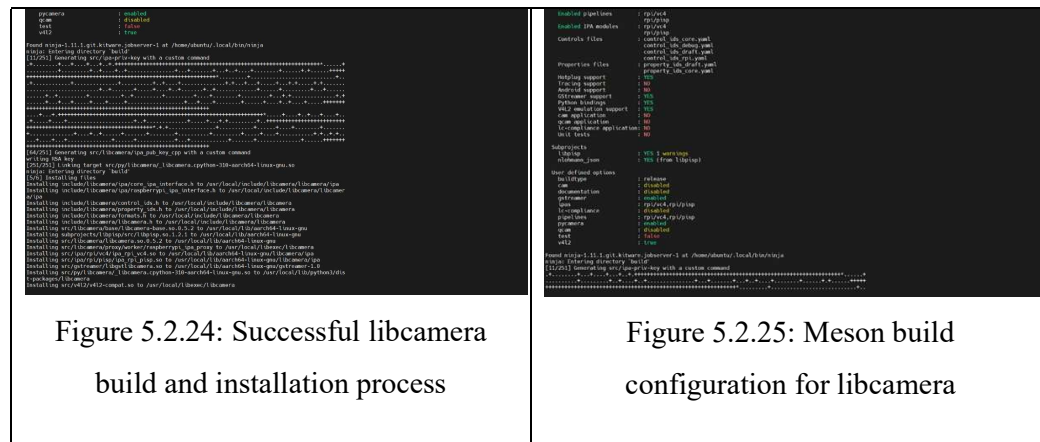 pycamera : enabled
qcam : disabled
test : false
v4l2 : true
Found ninja-1.11.1.git.kitware.jobserver-1 at /home/ubuntu/.local/bin/ninja
ninja: Entering directory `build'
[11/251] Generating src/ipa-priv-key with a custom command
[64/251] Generating src/libcamera/ipa_pub_key_cpp with a custom command
writing RSA key
[251/251] Linking target src/py/libcamera/_libcamera.cpython-310-aarch64-linux-gnu.so
ninja: Entering directory `build'
[5/6] Installing files
Installing include/libcamera/ipa/core_ipa_interface.h to /usr/local/include/libcamera/libcamera/ipa
Installing include/libcamera/ipa/raspberrypi_ipa_interface.h to /usr/local/include/libcamera/libcamer
a/ipa
Installing include/libcamera/control_ids.h to /usr/local/include/libcamera/libcamera
Installing include/libcamera/property_ids.h to /usr/local/include/libcamera/libcamera
Installing include/libcamera/formats.h to /usr/local/include/libcamera/libcamera
Installing include/libcamera/libcamera.h to /usr/local/include/libcamera/libcamera
Installing src/libcamera/base/libcamera-base.so.0.5.2 to /usr/local/lib/aarch64-linux-gnu
Installing subprojects/libpisp/src/libpisp.so.1.2.1 to /usr/local/lib/aarch64-linux-gnu
Installing src/libcamera/libcamera.so.0.5.2 to /usr/local/lib/aarch64-linux-gnu
Installing src/libcamera/proxy/worker/raspberrypi_ipa_proxy to /usr/local/libexec/libcamera
Installing src/ipa/rpi/vc4/ipa_rpi_vc4.so to /usr/local/lib/aarch64-linux-gnu/libcamera/ipa
Installing src/ipa/rpi/pisp/ipa_rpi_pisp.so to /usr/local/lib/aarch64-linux-gnu/libcamera/ipa
Installing src/gstreamer/libgstlibcamera.so to /usr/local/lib/aarch64-linux-gnu/gstreamer-1.0
Installing src/py/libcamera/_libcamera.cpython-310-aarch64-linux-gnu.so to /usr/local/lib/python3/dis
t-packages/libcamera
Installing src/v4l2/v4l2-compat.so to /usr/local/libexec/libcamera
Figure 5.2.24: Successful libcamera
build and installation process
Enabled pipelines : rpi/vc4
rpi/pisp
Enabled IPA modules : rpi/vc4
rpi/pisp
Controls files : control_ids_core.yaml
control_ids_debug.yaml
control_ids_draft.yaml
control_ids_rpi.yaml
Properties files : property_ids_draft.yaml
property_ids_core.yaml
Hotplug support : YES
Tracing support : NO
Android support : NO
GStreamer support : YES
Python bindings : YES
V4L2 emulation support : YES
cam application : NO
qcam application : NO
lc-compliance application: NO
Unit tests : NO
Subprojects
libpisp : YES 1 warnings
nlohmann_json : YES (from libpisp)
User defined options
buildtype : release
cam : disabled
documentation : disabled
gstreamer : enabled
ipas : rpi/vc4,rpi/pisp
lc-compliance : disabled
pipelines : rpi/vc4,rpi/pisp
pycamera : enabled
qcam : disabled
test : false
v4l2 : true
Found ninja-1.11.1.git.kitware.jobserver-1 at /home/ubuntu/.local/bin/ninja
ninja: Entering directory `build'
[11/251] Generating src/ipa-priv-key with a custom command
Figure 5.2.25: Meson build
configuration for libcamera